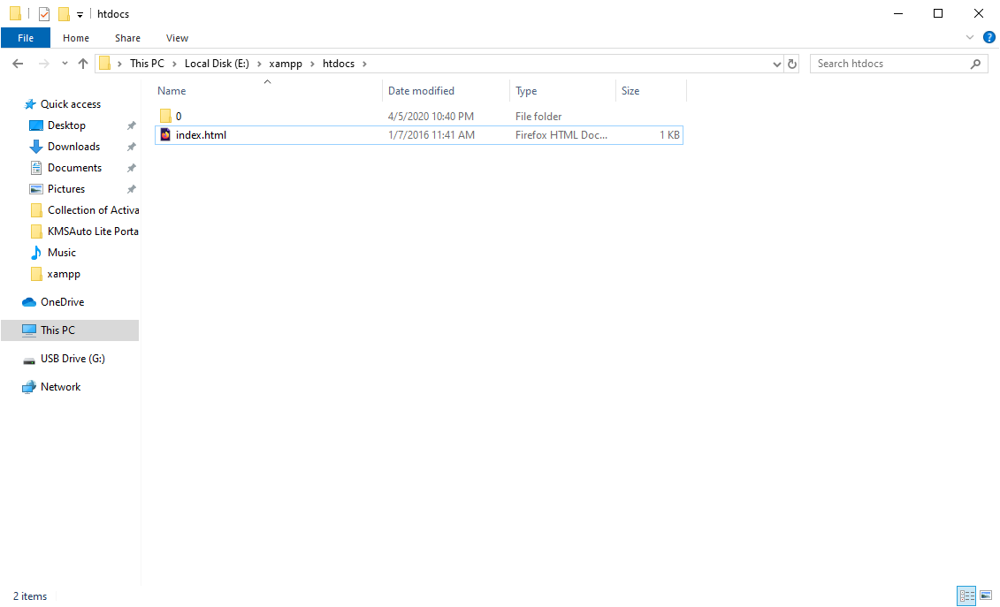 htdocs
File Home Share View
This PC Local Disk (E:) xampp htdocs Search htdocs
Name Date modified Type Size
0 4/5/2020 10:40 PM File folder
index.html 1/7/2016 11:41 AM Firefox HTML Doc... 1 KB
Quick access
Desktop
Downloads
Documents
Pictures
Collection of Activa
KMSAuto Lite Porta
Music
xampp
OneDrive
This PC
USB Drive (G:)
Network
2 items